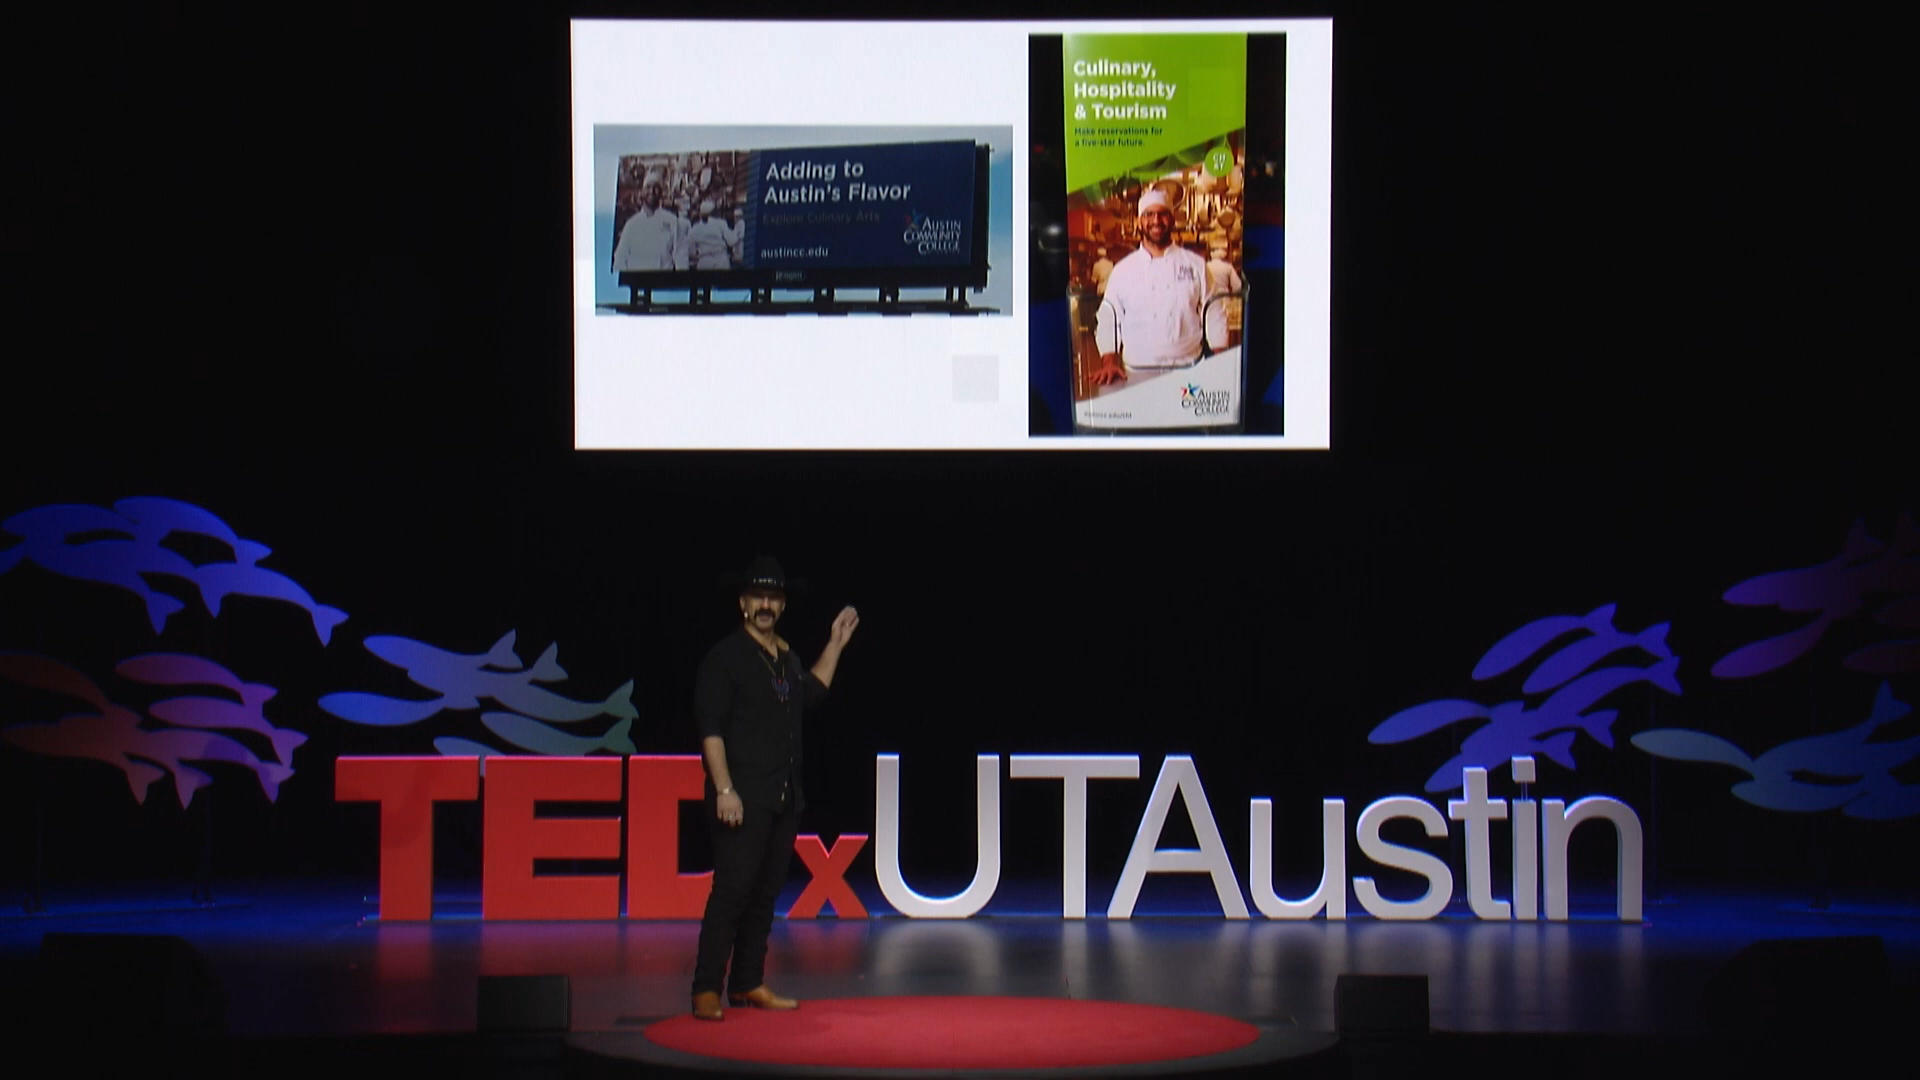 Adding to
Austin's Flavor
Explore Culinary Arts
austincc.edu
AUSTIN
COMMUNITY
COLLEGE
Culinary,
Hospitality
& Tourism
Make reservations for
a five-star future.
AUSTIN
COMMUNITY
COLLEGE
TEDxUTAustin